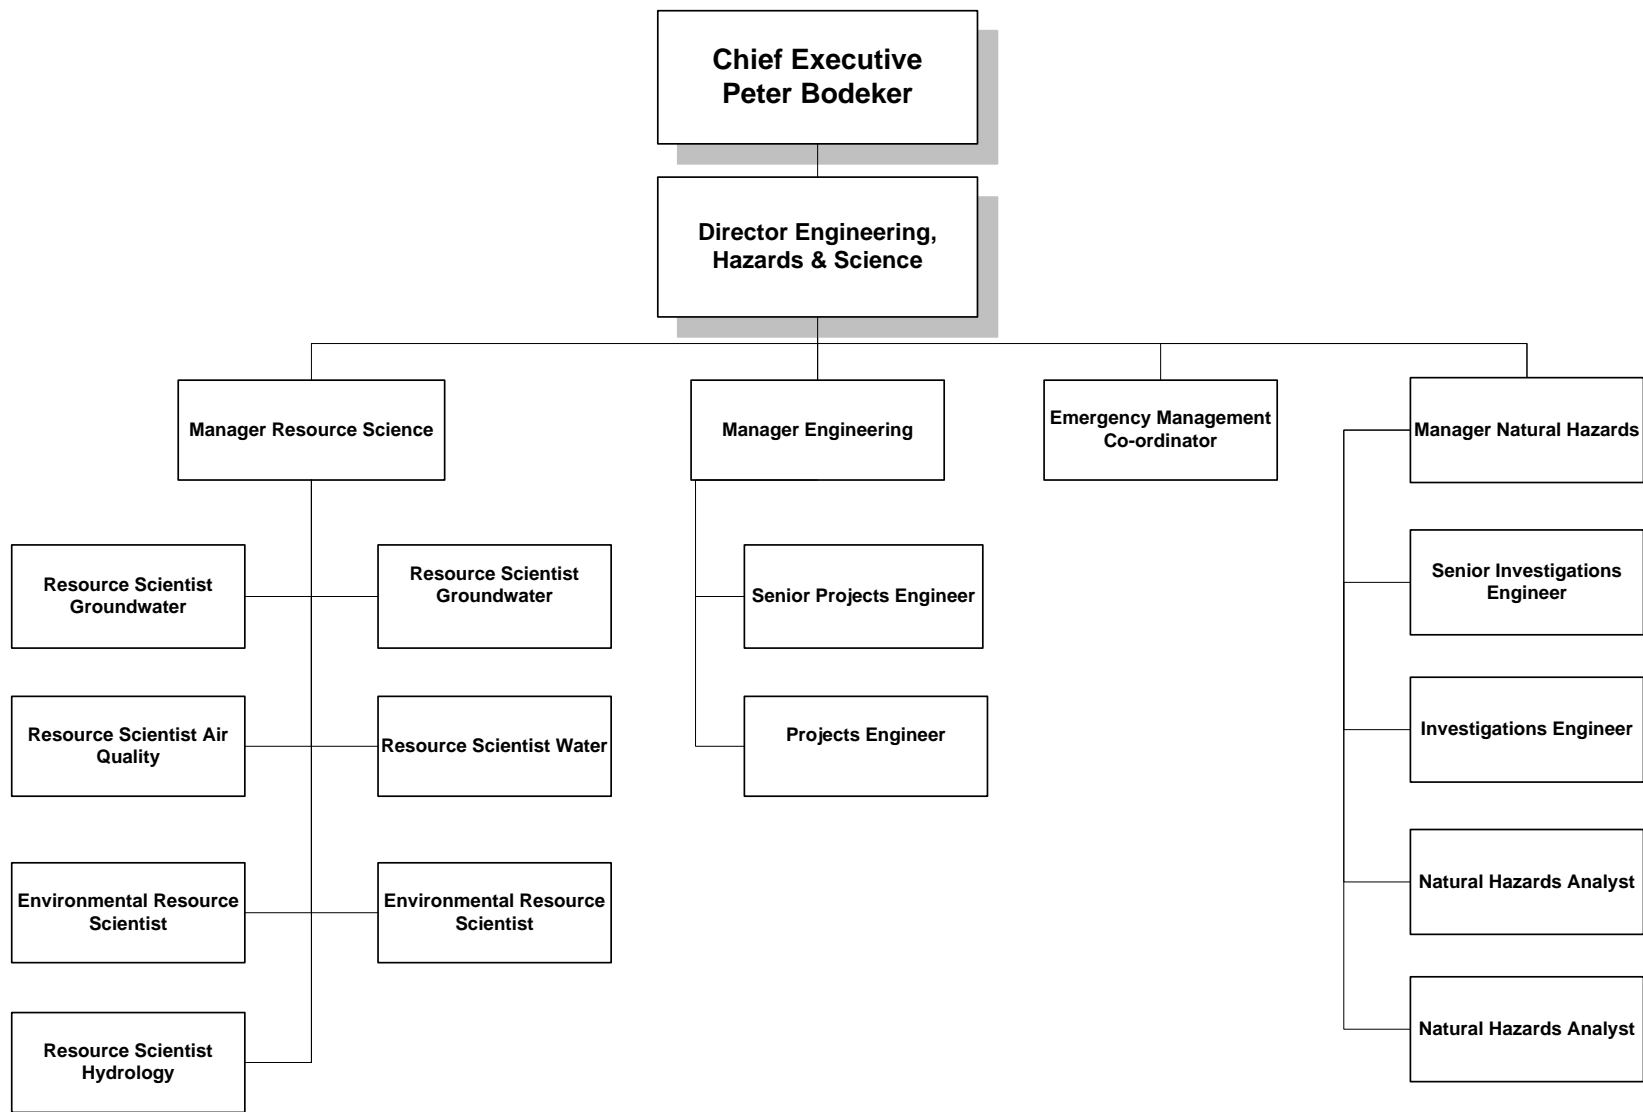 Chief Executive
Peter Bodeker
Director Engineering,
Hazards & Science
Manager Resource Science
Manager Engineering
Emergency Management
Co-ordinator
Manager Natural Hazards
Resource Scientist
Groundwater
Resource Scientist
Groundwater
Senior Projects Engineer
Senior Investigations
Engineer
Resource Scientist Air
Quality
Resource Scientist Water
Projects Engineer
Investigations Engineer
Environmental Resource
Scientist
Environmental Resource
Scientist
Natural Hazards Analyst
Resource Scientist
Hydrology
Natural Hazards Analyst